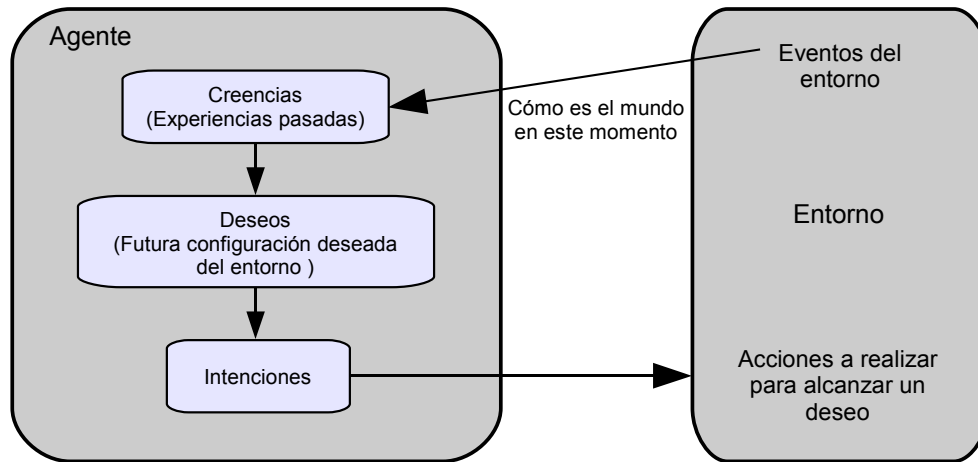 Agente
Creencias
(Experiencias pasadas)
Deseos
(Futura configuración deseada
del entorno )
Intenciones
Cómo es el mundo
en este momento
Eventos del
entorno
Entorno
Acciones a realizar
para alcanzar un
deseo